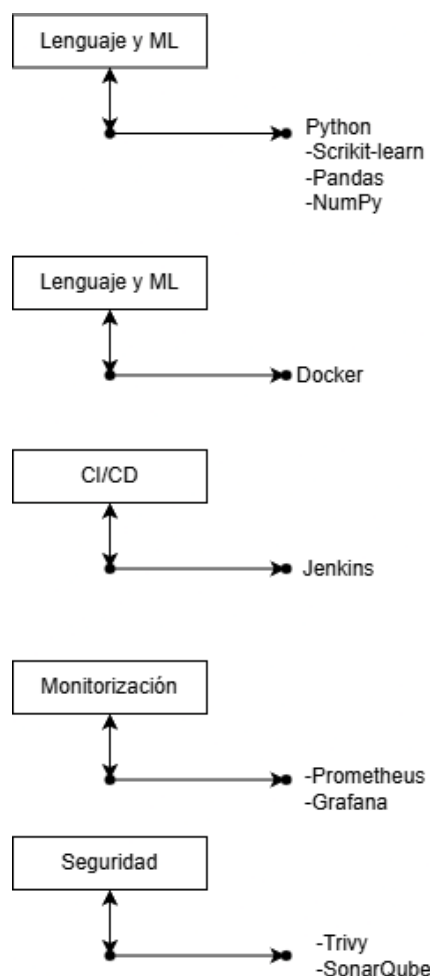 Lenguaje y ML
Python
-Scrikit-learn
-Pandas
-NumPy
Lenguaje y ML
Docker
CI/CD
Jenkins
Monitorización
-Prometheus
-Grafana
Seguridad
-Trivy
-SonarQube